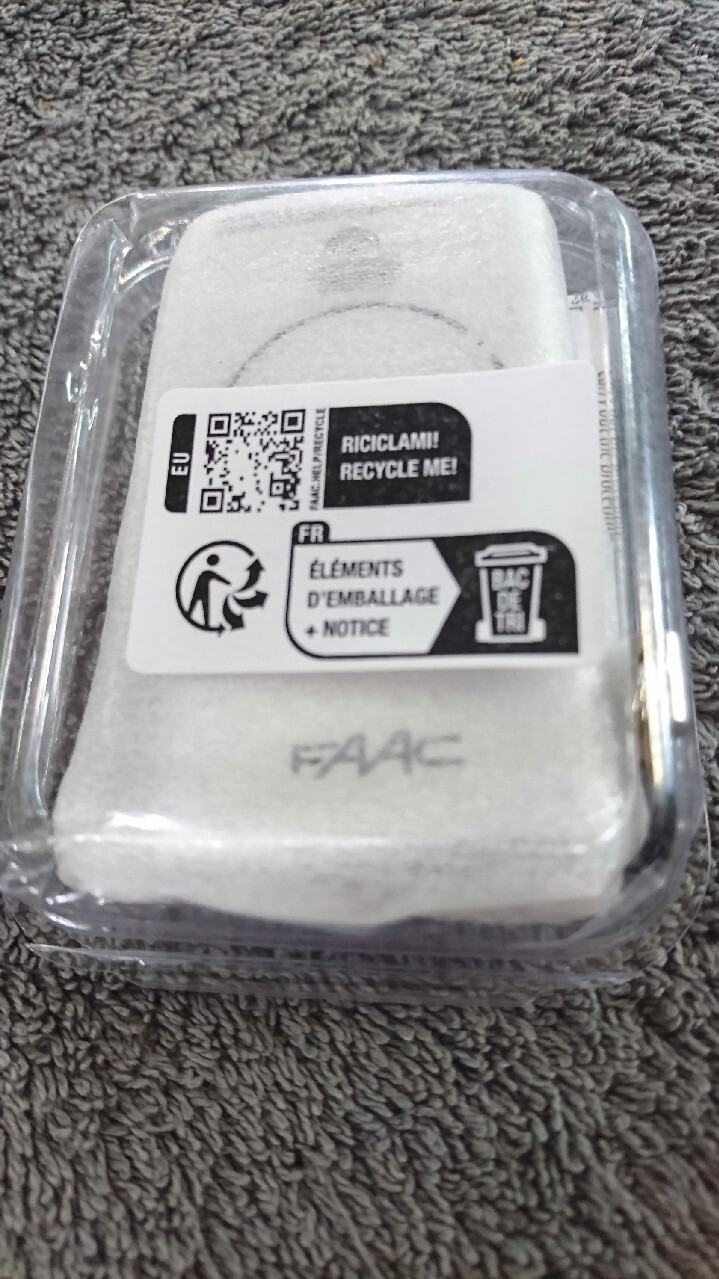 EU
FAAC.HELP/RECYCLE
RICICLAMI!
RECYCLE ME!
FR
ÉLÉMENTS
D'EMBALLAGE
+ NOTICE
BAC
DE
TRI
FAAC